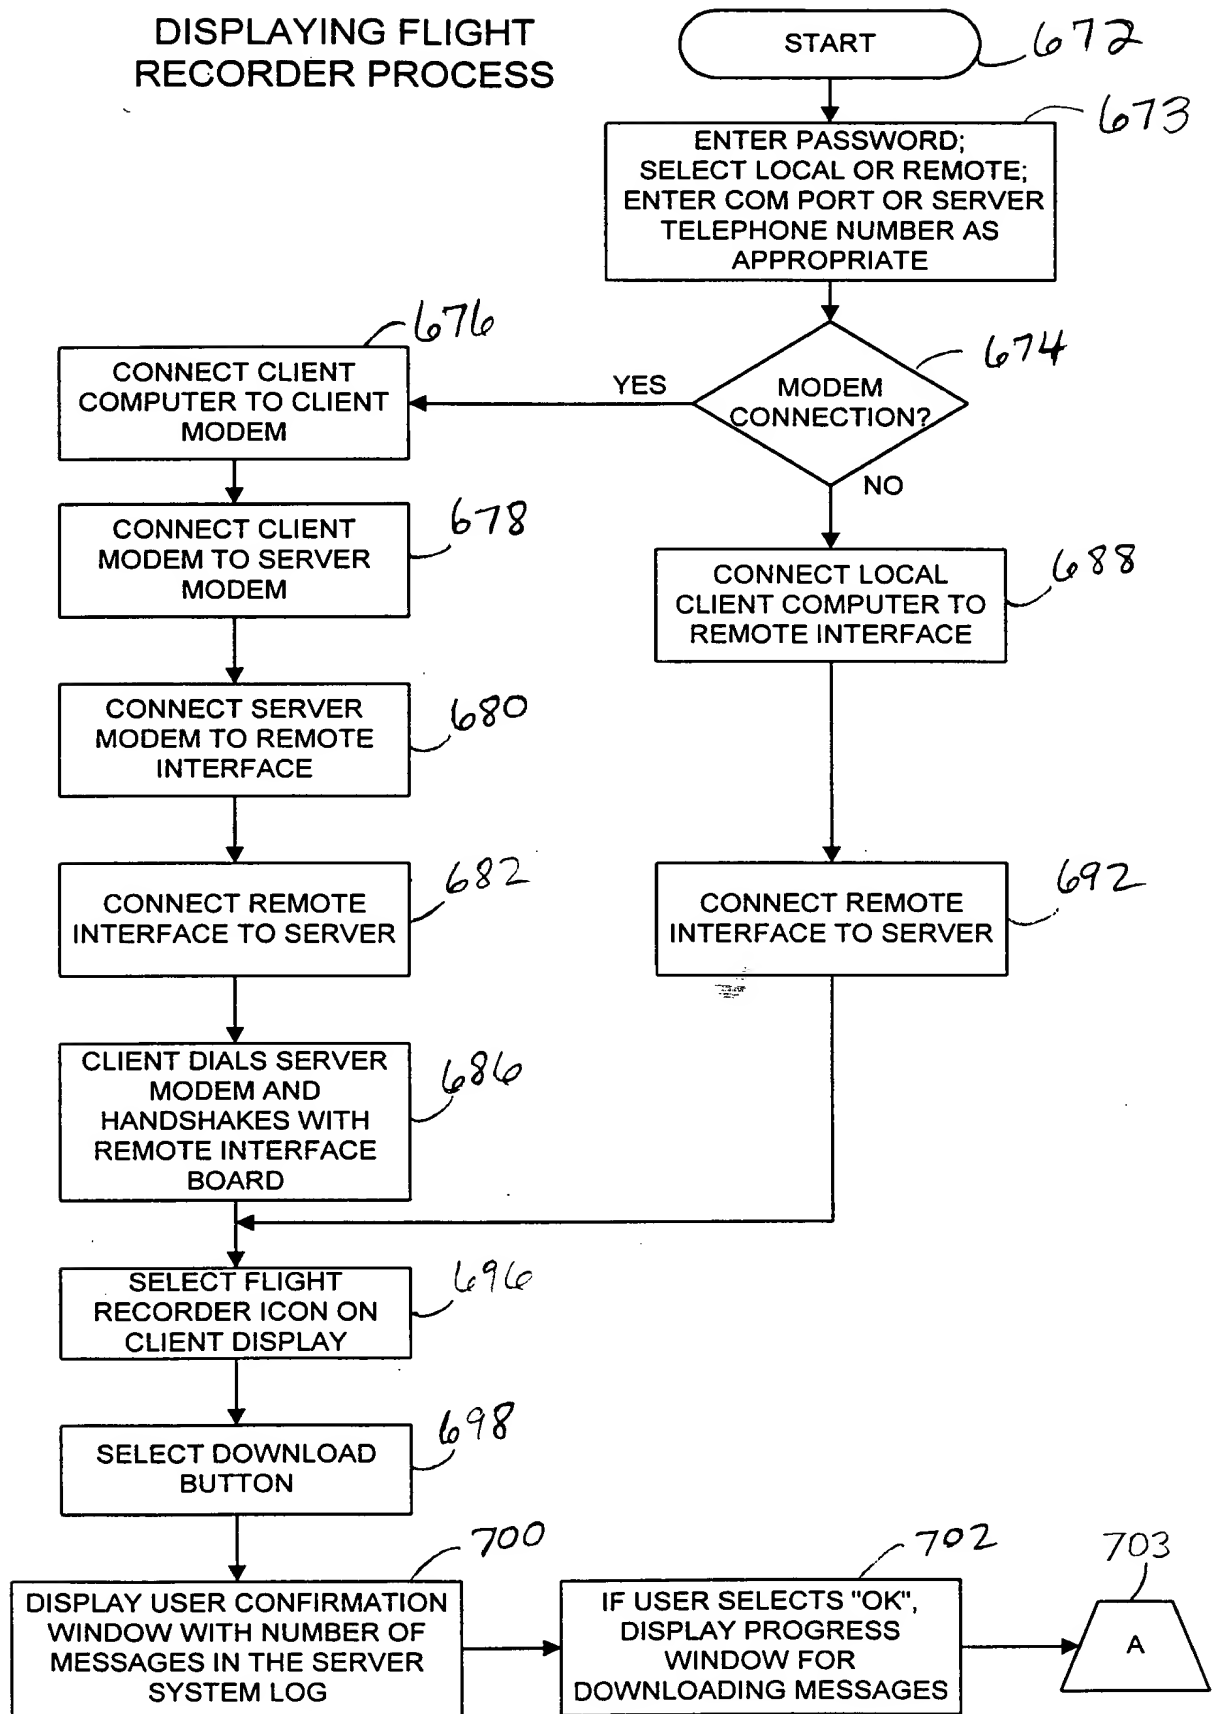 DISPLAYING FLIGHT
RECORDER PROCESS
START
672
673
ENTER PASSWORD;
SELECT LOCAL OR REMOTE;
ENTER COM PORT OR SERVER
TELEPHONE NUMBER AS
APPROPRIATE
674
MODEM
CONNECTION?
YES
NO
676
CONNECT CLIENT
COMPUTER TO CLIENT
MODEM
678
CONNECT CLIENT
MODEM TO SERVER
MODEM
680
CONNECT SERVER
MODEM TO REMOTE
INTERFACE
682
CONNECT REMOTE
INTERFACE TO SERVER
686
CLIENT DIALS SERVER
MODEM AND
HANDSHAKES WITH
REMOTE INTERFACE
BOARD
688
CONNECT LOCAL
CLIENT COMPUTER TO
REMOTE INTERFACE
692
CONNECT REMOTE
INTERFACE TO SERVER
696
SELECT FLIGHT
RECORDER ICON ON
CLIENT DISPLAY
698
SELECT DOWNLOAD
BUTTON
700
DISPLAY USER CONFIRMATION
WINDOW WITH NUMBER OF
MESSAGES IN THE SERVER
SYSTEM LOG
702
IF USER SELECTS "OK",
DISPLAY PROGRESS
WINDOW FOR
DOWNLOADING MESSAGES
703
A